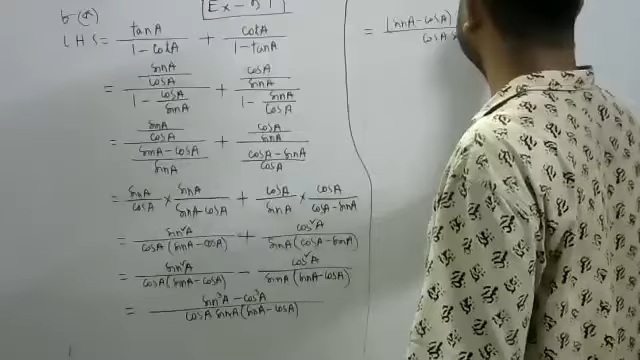 6-(a)
Ex-
LHS = tanA/(1 - cotA) + cotA/(1 - tanA)
= (sinA/cosA)/(1 - cosA/sinA) + (cosA/sinA)/(1 - sinA/cosA)
= (sinA/cosA)/((sinA-cosA)/sinA) + (cosA/sinA)/((cosA-sinA)/cosA)
= sinA/cosA × sinA/(sinA-cosA) + cosA/sinA × cosA/(cosA-sinA)
= sin²A/(cosA(sinA-cosA)) + cos²A/(sinA(cosA-sinA))
= sin²A/(cosA(sinA-cosA)) - cos²A/(sinA(sinA-cosA))
= (sin³A-cos³A)/(cosA sinA(sinA-cosA))
= (sinA-cosA)/cosA